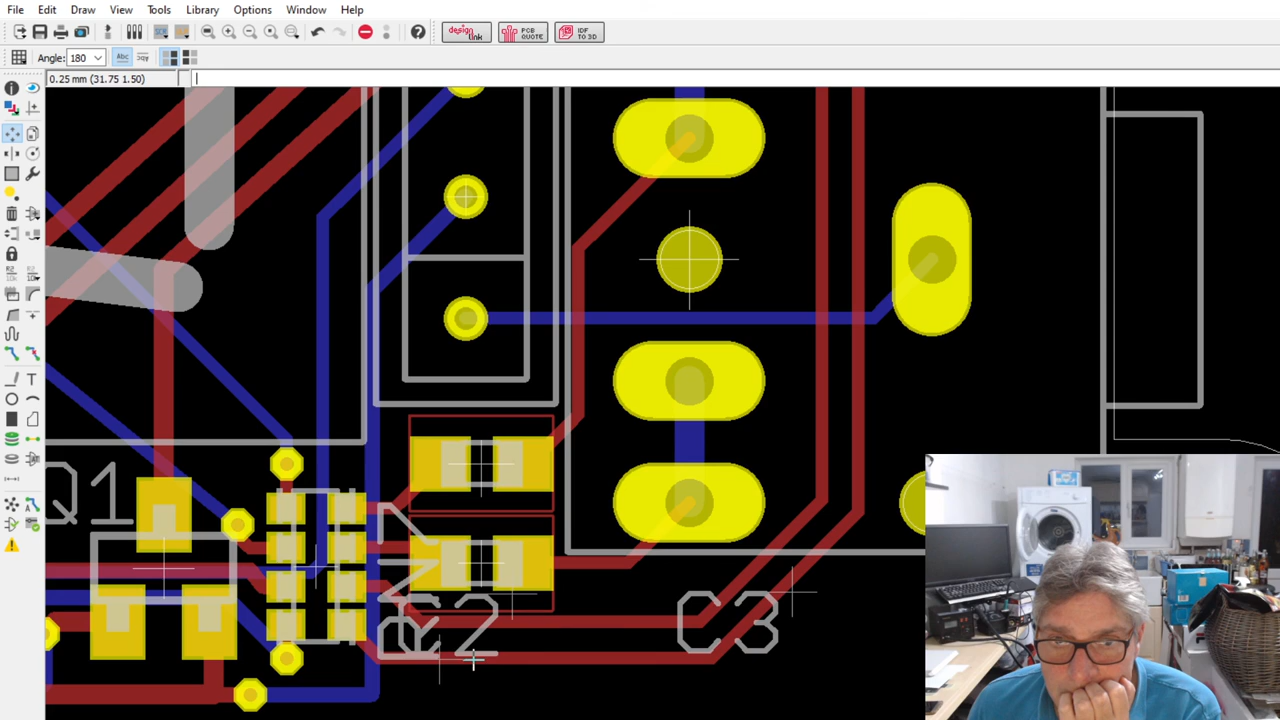 File Edit Draw View Tools Library Options Window Help
design link PCB QUOTE IDF TO 3D
Angle: 180 Abc
0.25 mm (31.75 1.50)
Q1
C3